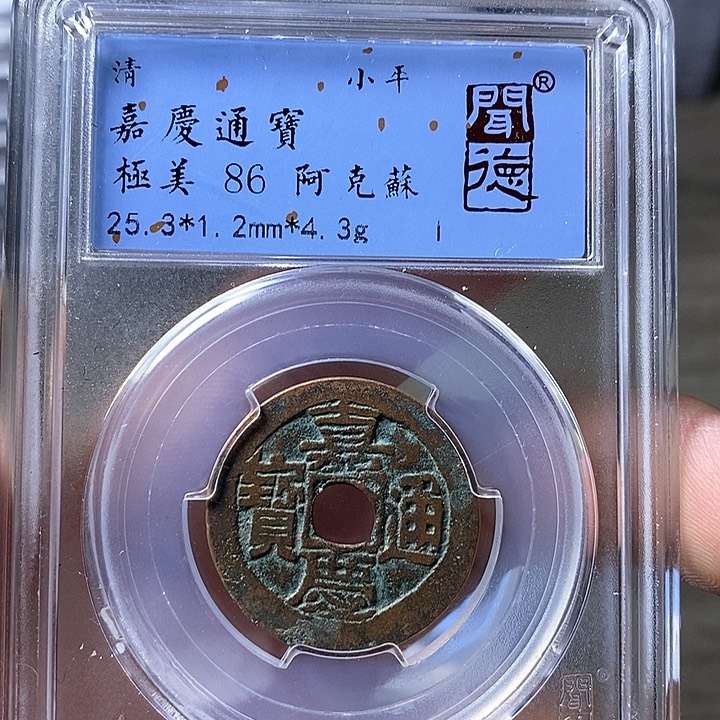 清 小平
嘉慶通寶
極美 86 阿克蘇
25.3*1.2mm*4.3g
聞德
®
嘉慶通寶
聞